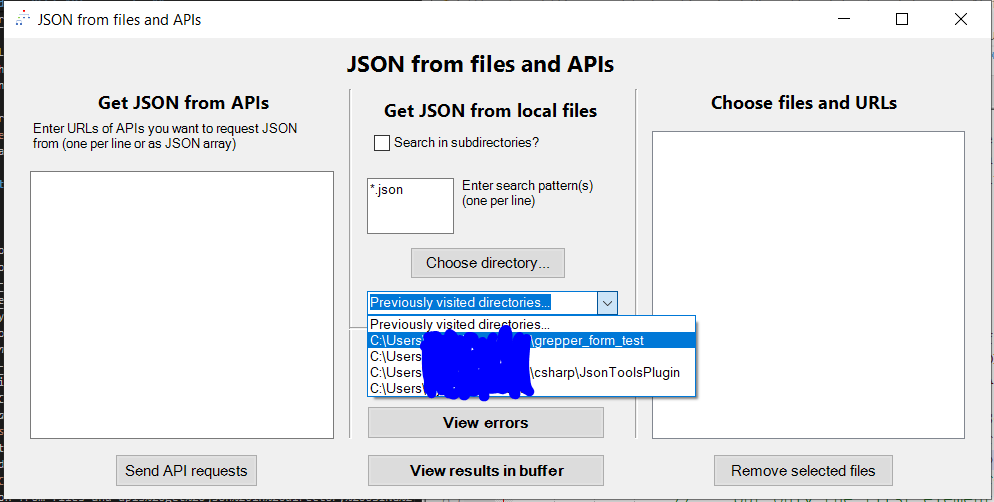 JSON from files and APIs
JSON from files and APIs
Get JSON from APIs
Enter URLs of APIs you want to request JSON
from (one per line or as JSON array)
Send API requests
Get JSON from local files
Search in subdirectories?
*.json
Enter search pattern(s)
(one per line)
Choose directory...
Previously visited directories...
Previously visited directories...
C:\Users \grepper_form_test
C:\Users
C:\Users \csharp\JsonToolsPlugin
C:\Users\
View errors
View results in buffer
Choose files and URLs
Remove selected files